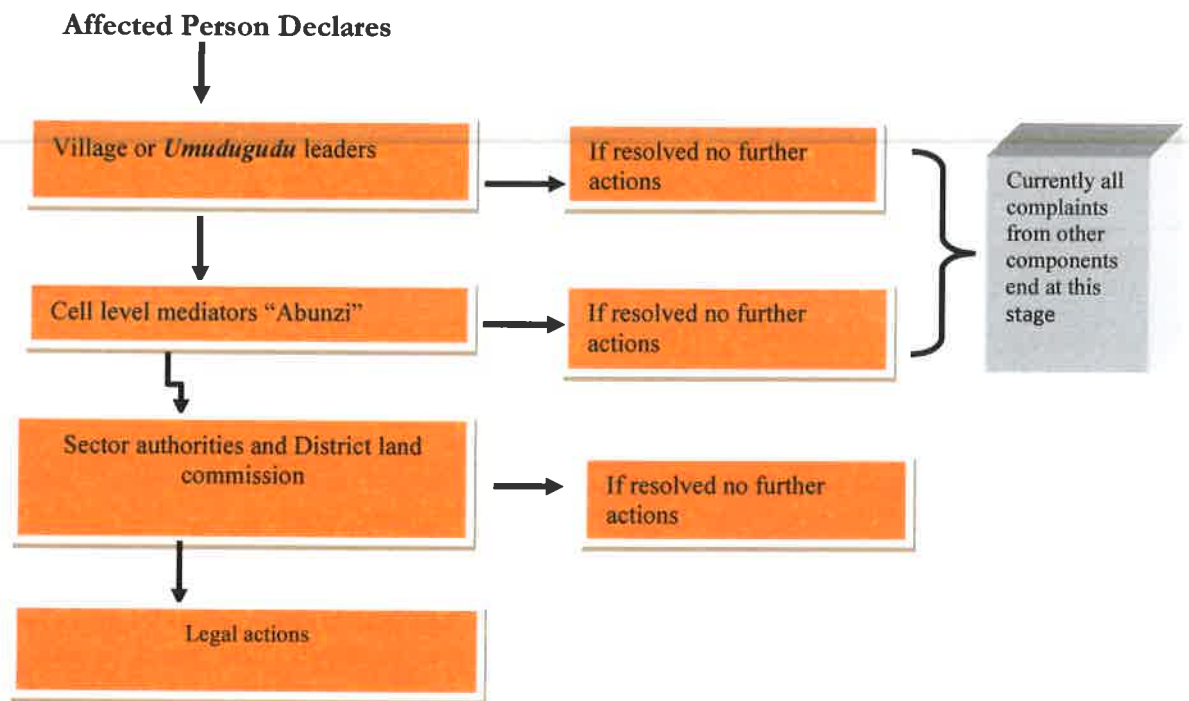 Affected Person Declares
Village or Umudugudu leaders
If resolved no further
actions
Currently all
complaints
from other
components
end at this
stage
Cell level mediators “Abunzi”
If resolved no further
actions
Sector authorities and District land
commission
If resolved no further
actions
Legal actions